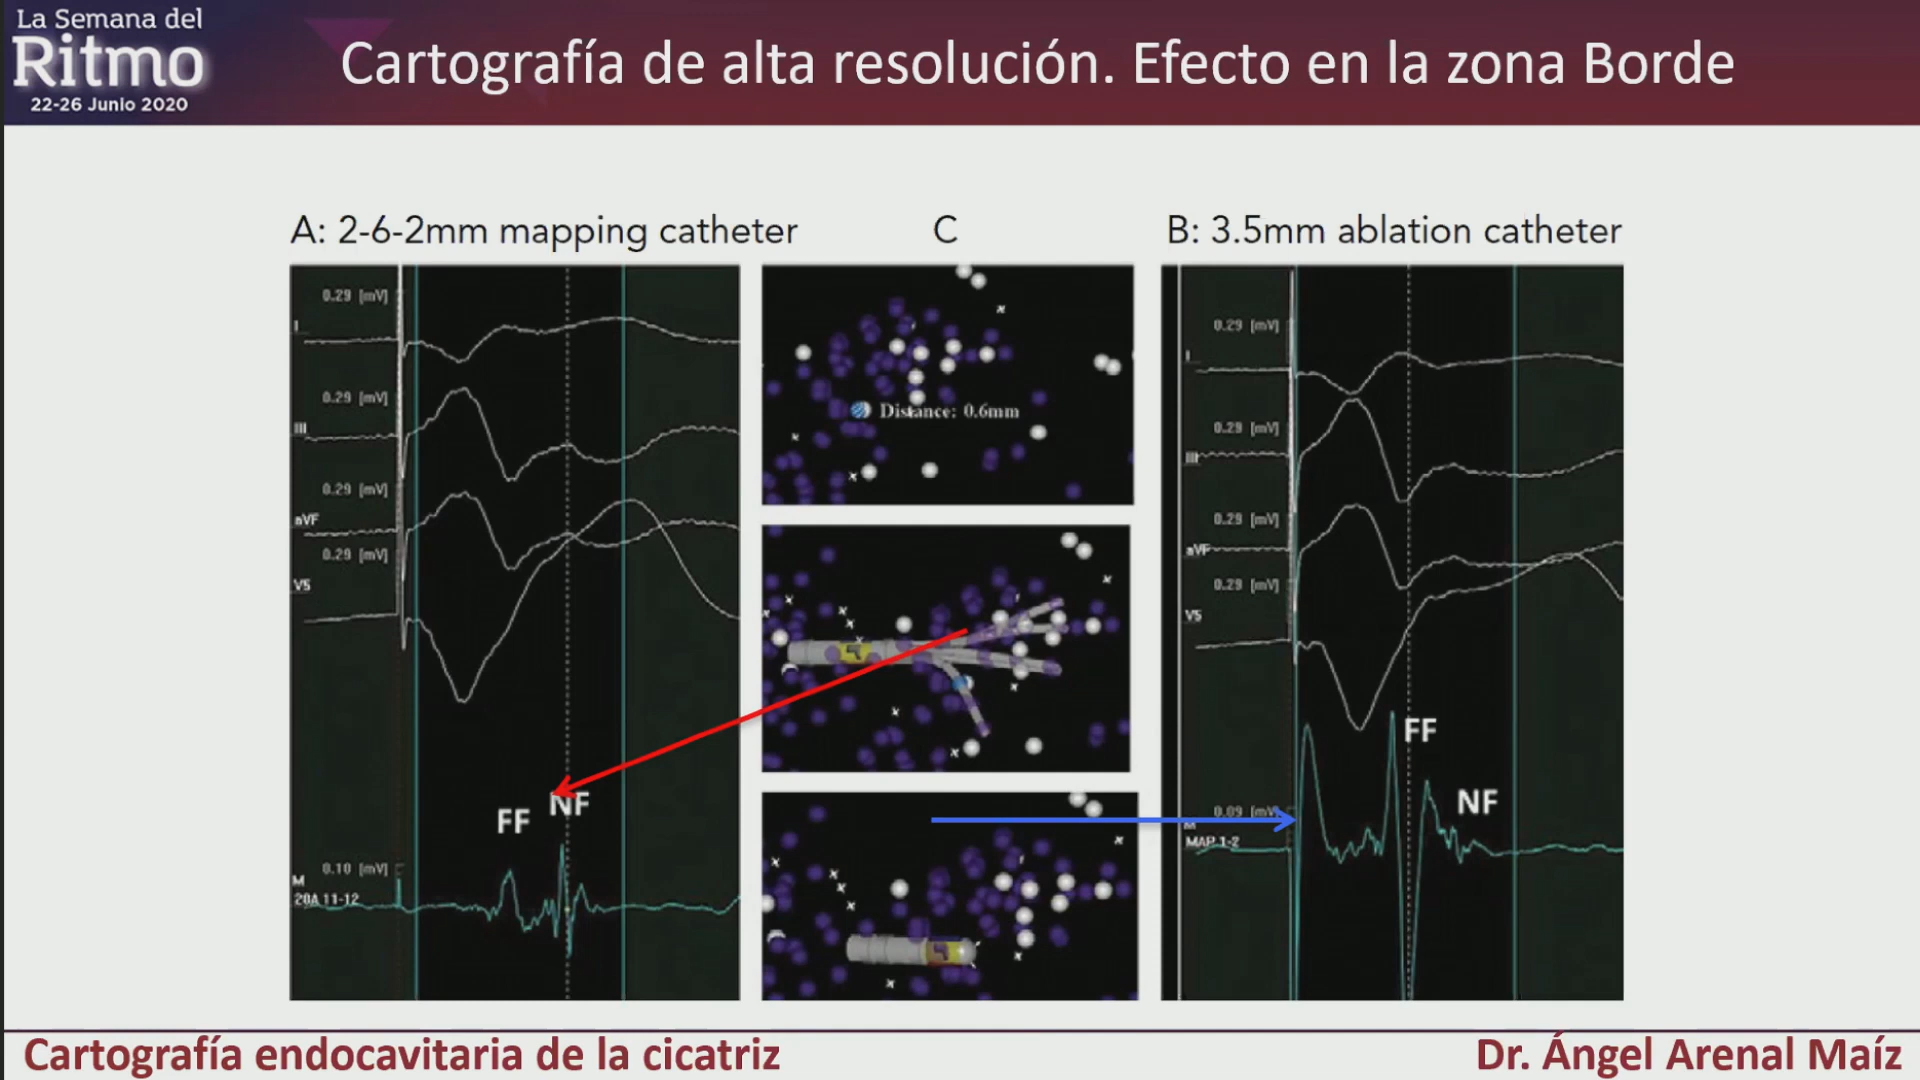 La Semana del
Ritmo
22-26 Junio 2020
Cartografía de alta resolución. Efecto en la zona Borde
A: 2-6-2mm mapping catheter
C
B: 3.5mm ablation catheter
0.29 [mV]
I
0.29 [mV]
III
0.29 [mV]
aVF
0.29 [mV]
V5
FF
NF
0.10 [mV]
M
20A 11-12
Distance: 0.6mm
0.29 [mV]
I
0.29 [mV]
III
0.29 [mV]
aVF
0.29 [mV]
V5
FF
NF
0.09 [mV]
M
MAP 1-2
Cartografía endocavitaria de la cicatriz
Dr. Ángel Arenal Maíz